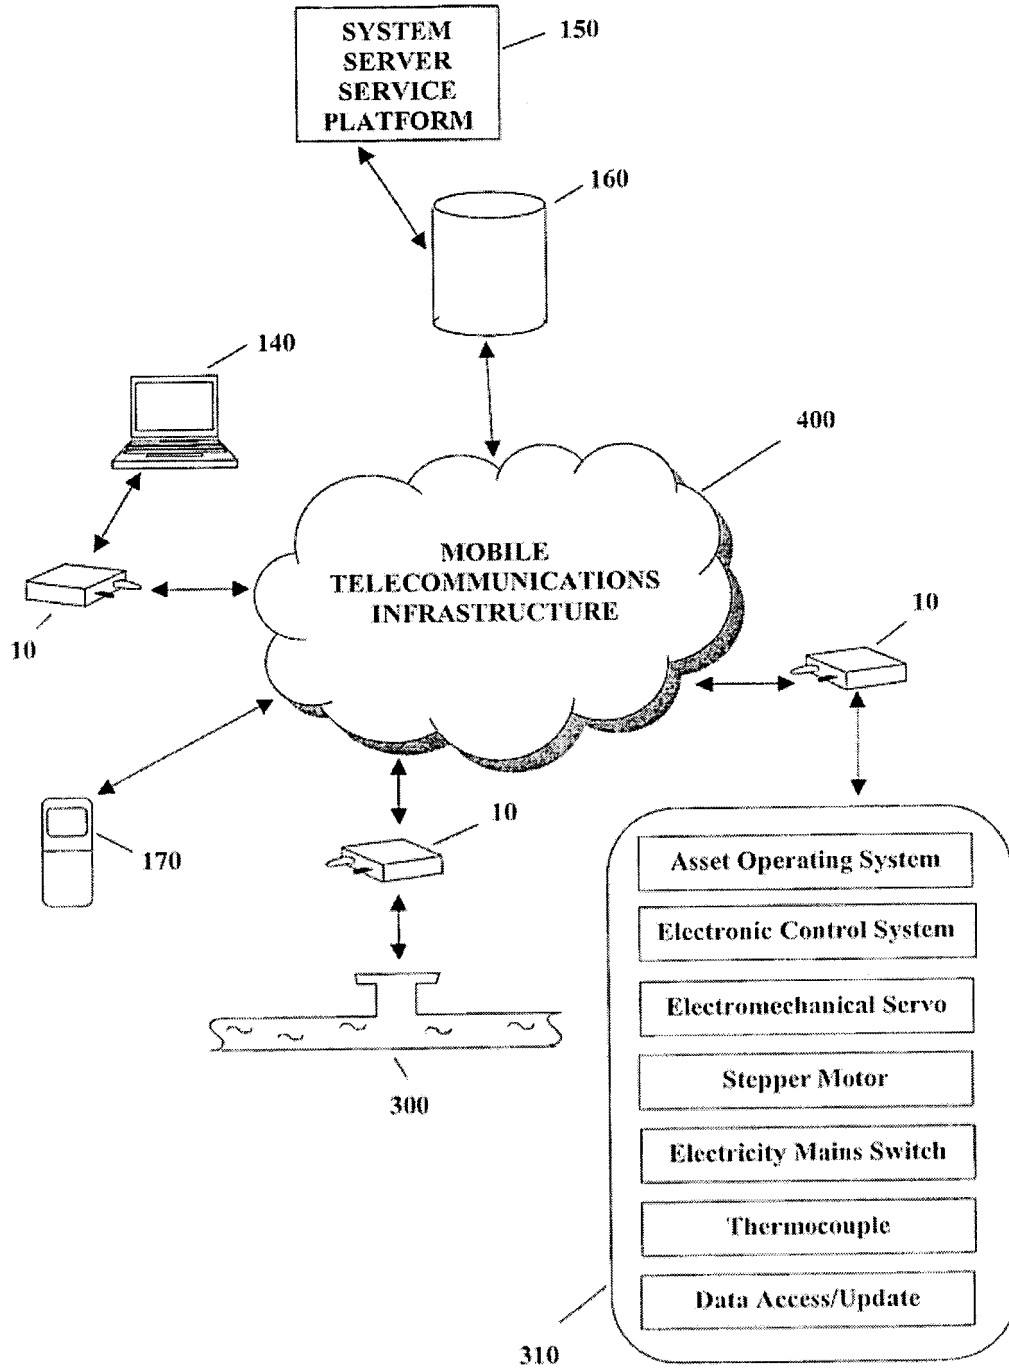 SYSTEM
SERVER
SERVICE
PLATFORM
150
160
140
400
MOBILE
TELECOMMUNICATIONS
INFRASTRUCTURE
10
10
10
170
300
Asset Operating System
Electronic Control System
Electromechanical Servo
Stepper Motor
Electricity Mains Switch
Thermocouple
Data Access/Update
310